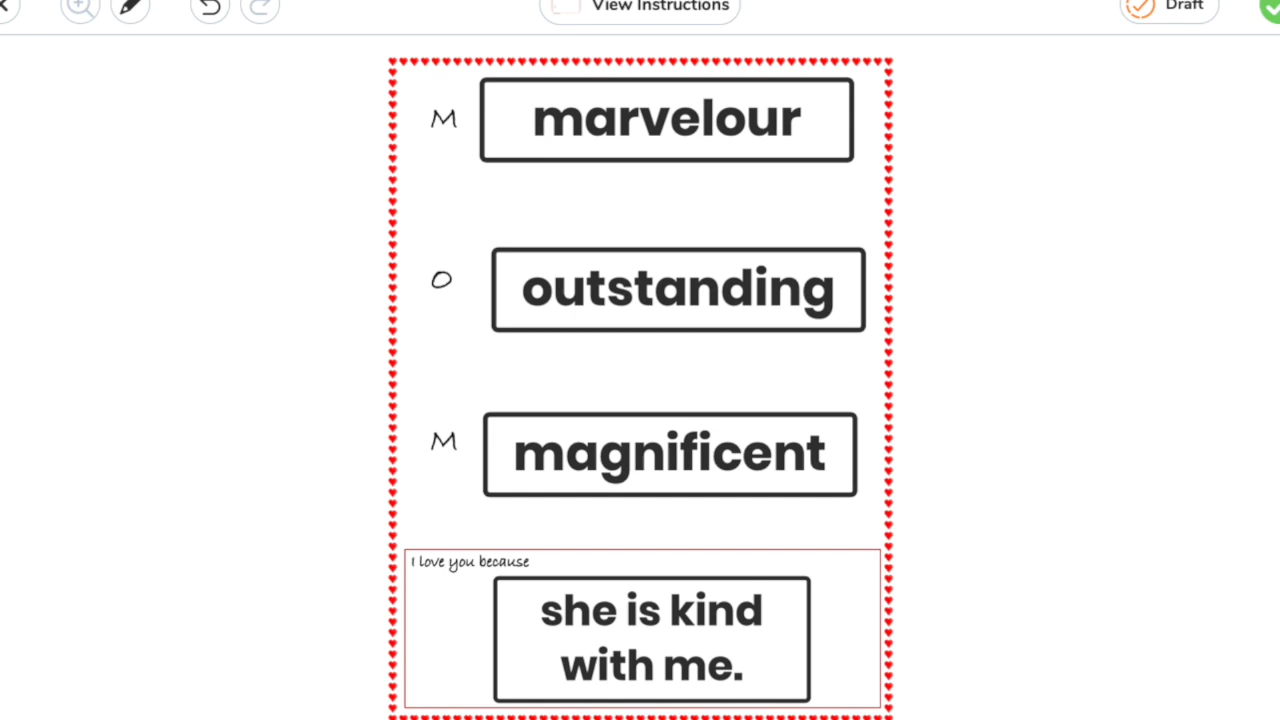 View Instructions
Draft
M
marvelour
O
outstanding
M
magnificent
I love you because
she is kind
with me.